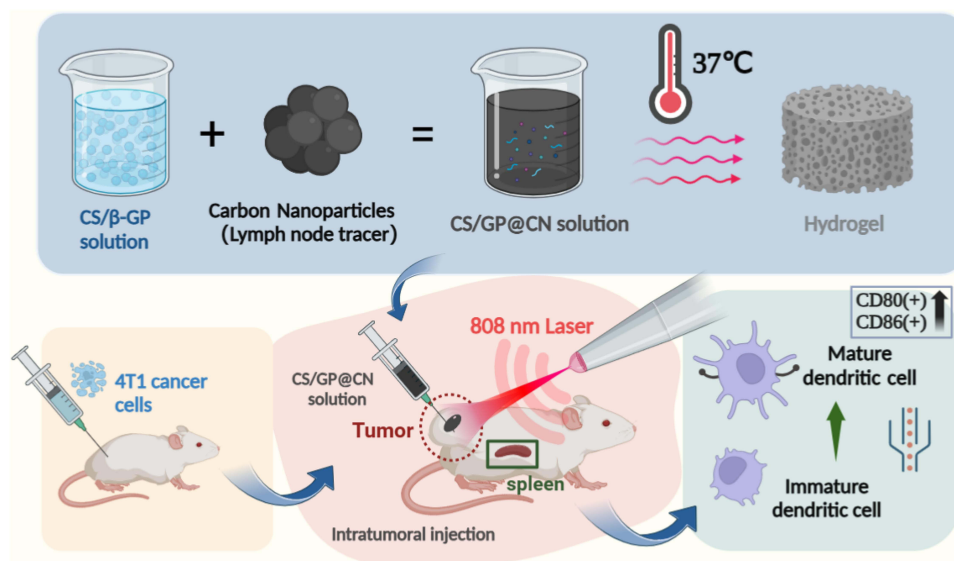 37℃
CS/β-GP
solution
+
Carbon Nanoparticles
(Lymph node tracer)
=
CS/GP@CN solution
Hydrogel
4T1 cancer
cells
CS/GP@CN
solution
808 nm Laser
Tumor
spleen
Intratumoral injection
CD80(+)
CD86(+)
Mature
dendritic cell
Immature
dendritic cell